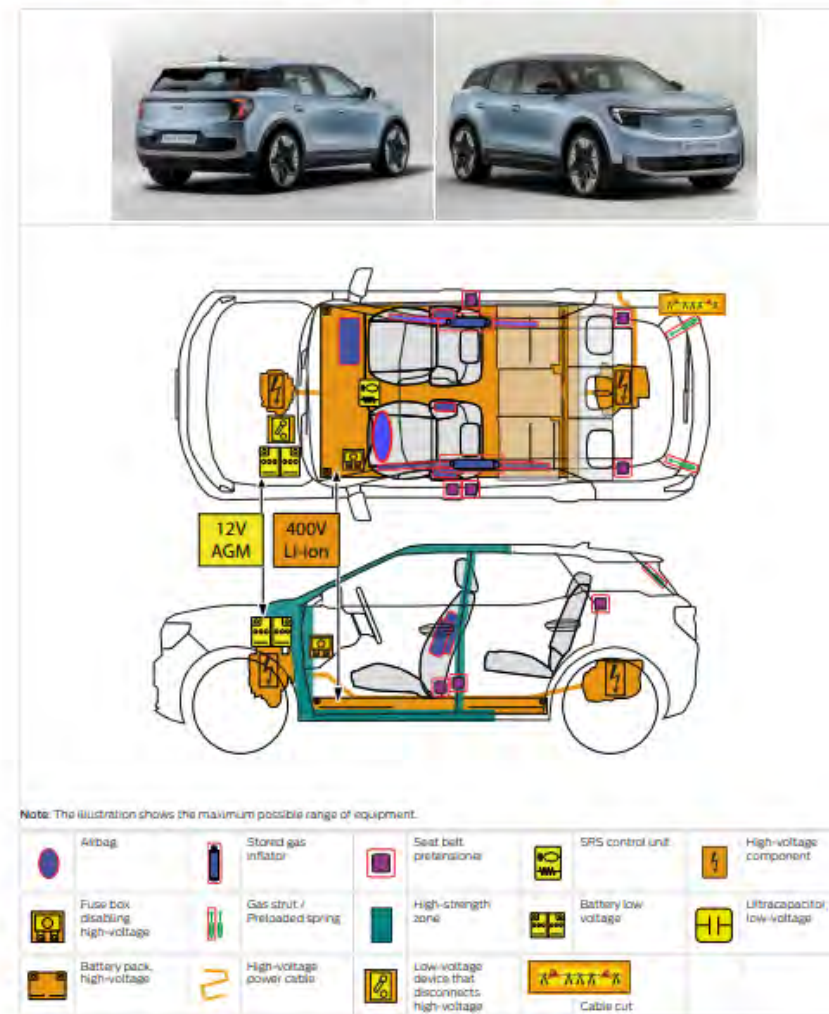 12V
AGM
400V
Li-ion
Note: The illustration shows the maximum possible range of equipment.
Airbag
Stored gas
inflator
Seat belt
pretensioner
SRS control unit
High-voltage
component
Fuse box
disabling
high-voltage
Gas strut /
Preloaded spring
High-strength
zone
Battery low
voltage
Ultracapacitor,
low-voltage
Battery pack,
high-voltage
High-voltage
power cable
Low-voltage
device that
disconnects
high-voltage
Cable cut